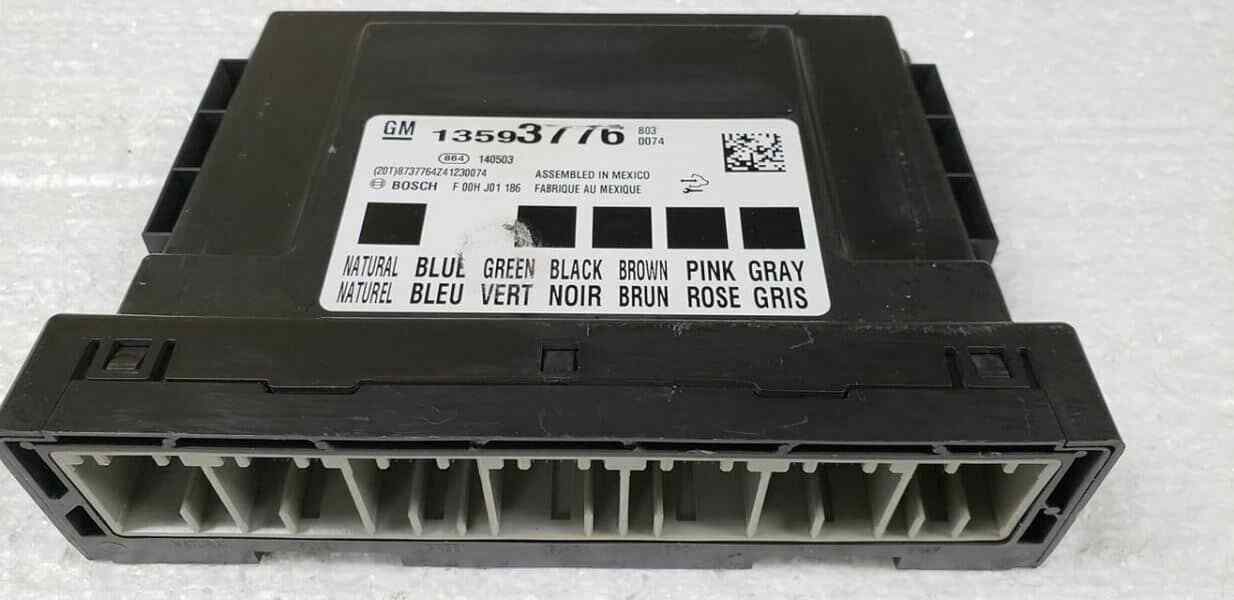 GM 13593776 803
0074
864 140503
(20T)8737764Z41230074 ASSEMBLED IN MEXICO
BOSCH F 00H J01 186 FABRIQUE AU MEXIQUE
NATURAL BLUE GREEN BLACK BROWN PINK GRAY
NATUREL BLEU VERT NOIR BRUN ROSE GRIS